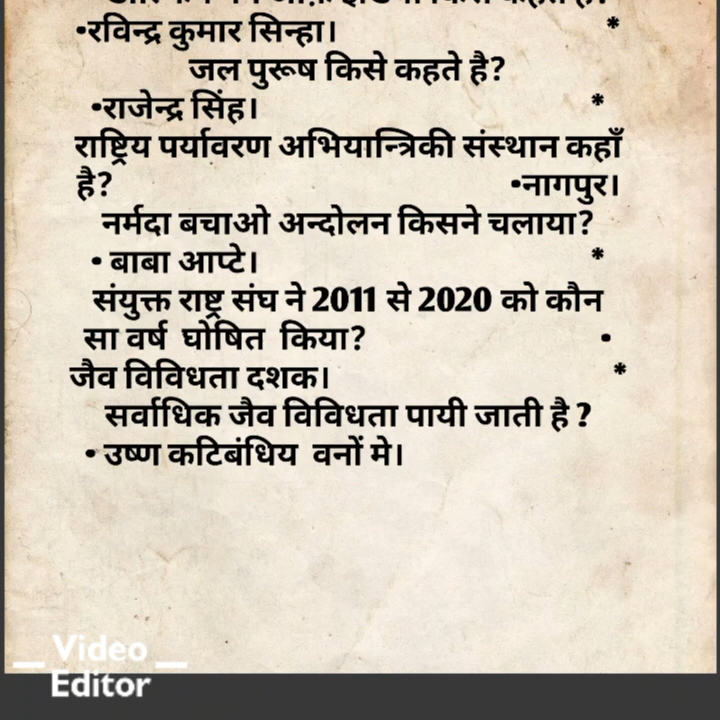 •रविन्द्र कुमार सिन्हा। *
जल पुरूष किसे कहते है?
•राजेन्द्र सिंह। *
राष्ट्रिय पर्यावरण अभियान्त्रिकी संस्थान कहाँ
है? •नागपुर।
नर्मदा बचाओ अन्दोलन किसने चलाया?
• बाबा आप्टे। *
संयुक्त राष्ट्र संघ ने 2011 से 2020 को कौन
सा वर्ष घोषित किया? •
जैव विविधता दशक। *
सर्वाधिक जैव विविधता पायी जाती है ?
• उष्ण कटिबंधिय वनों मे।
Video
Editor